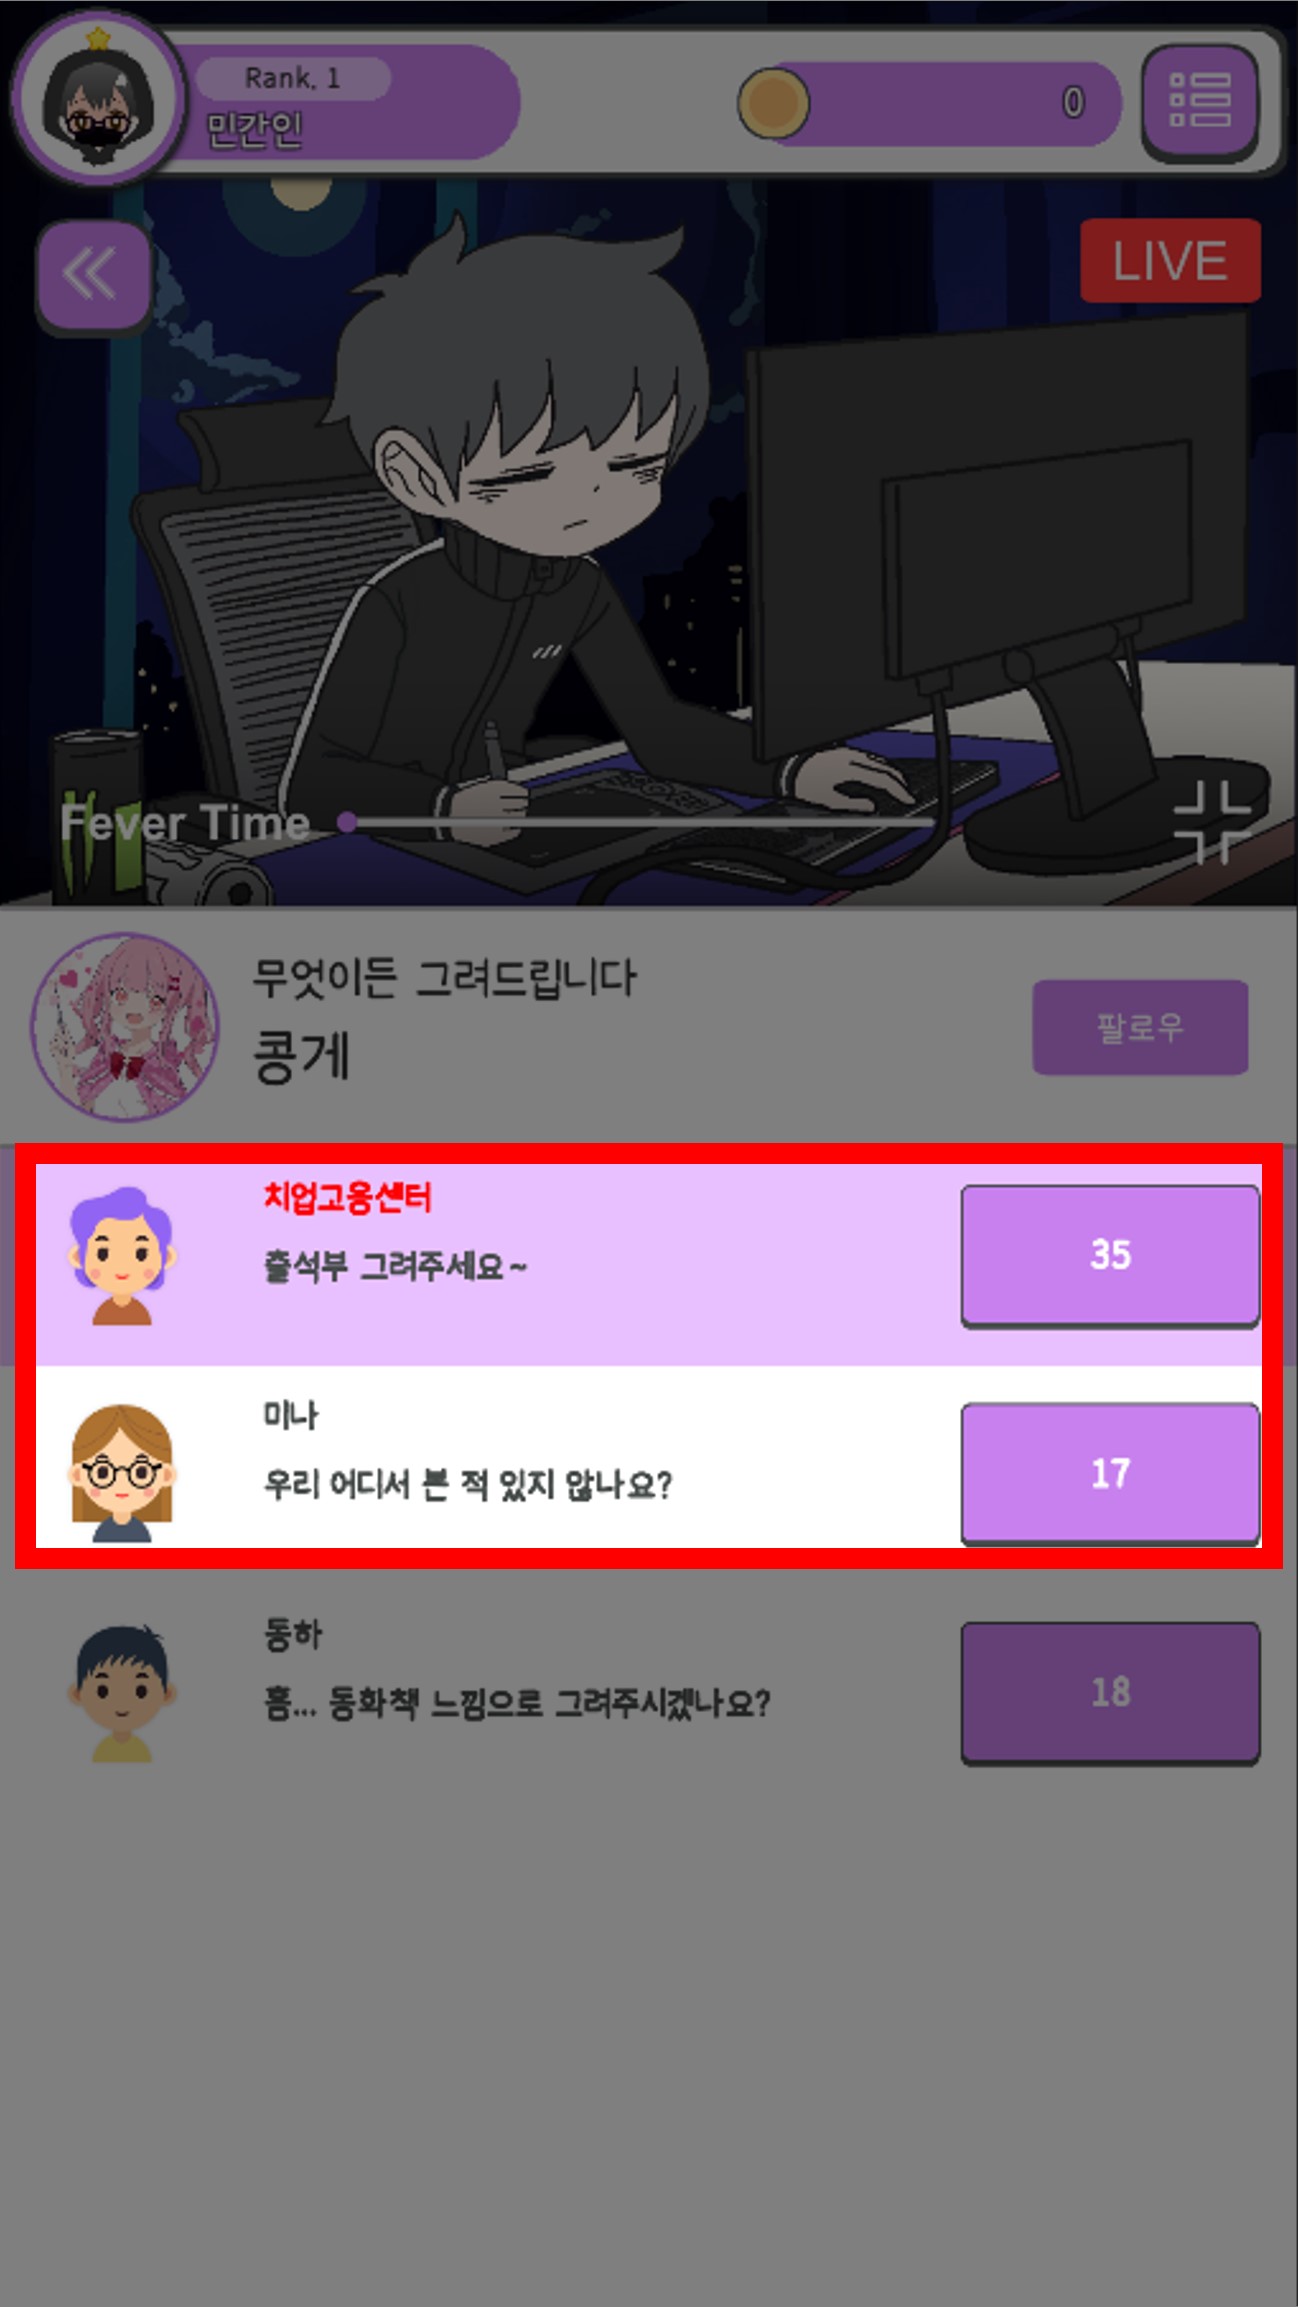 Rank. 1
민간인
0
LIVE
Fever Time
무엇이든 그려드립니다
콩게
팔로우
치업고용센터
출석부 그려주세요~
35
미나
우리 어디서 본 적 있지 않나요?
17
동하
흠... 동화책 느낌으로 그려주시겠나요?
18